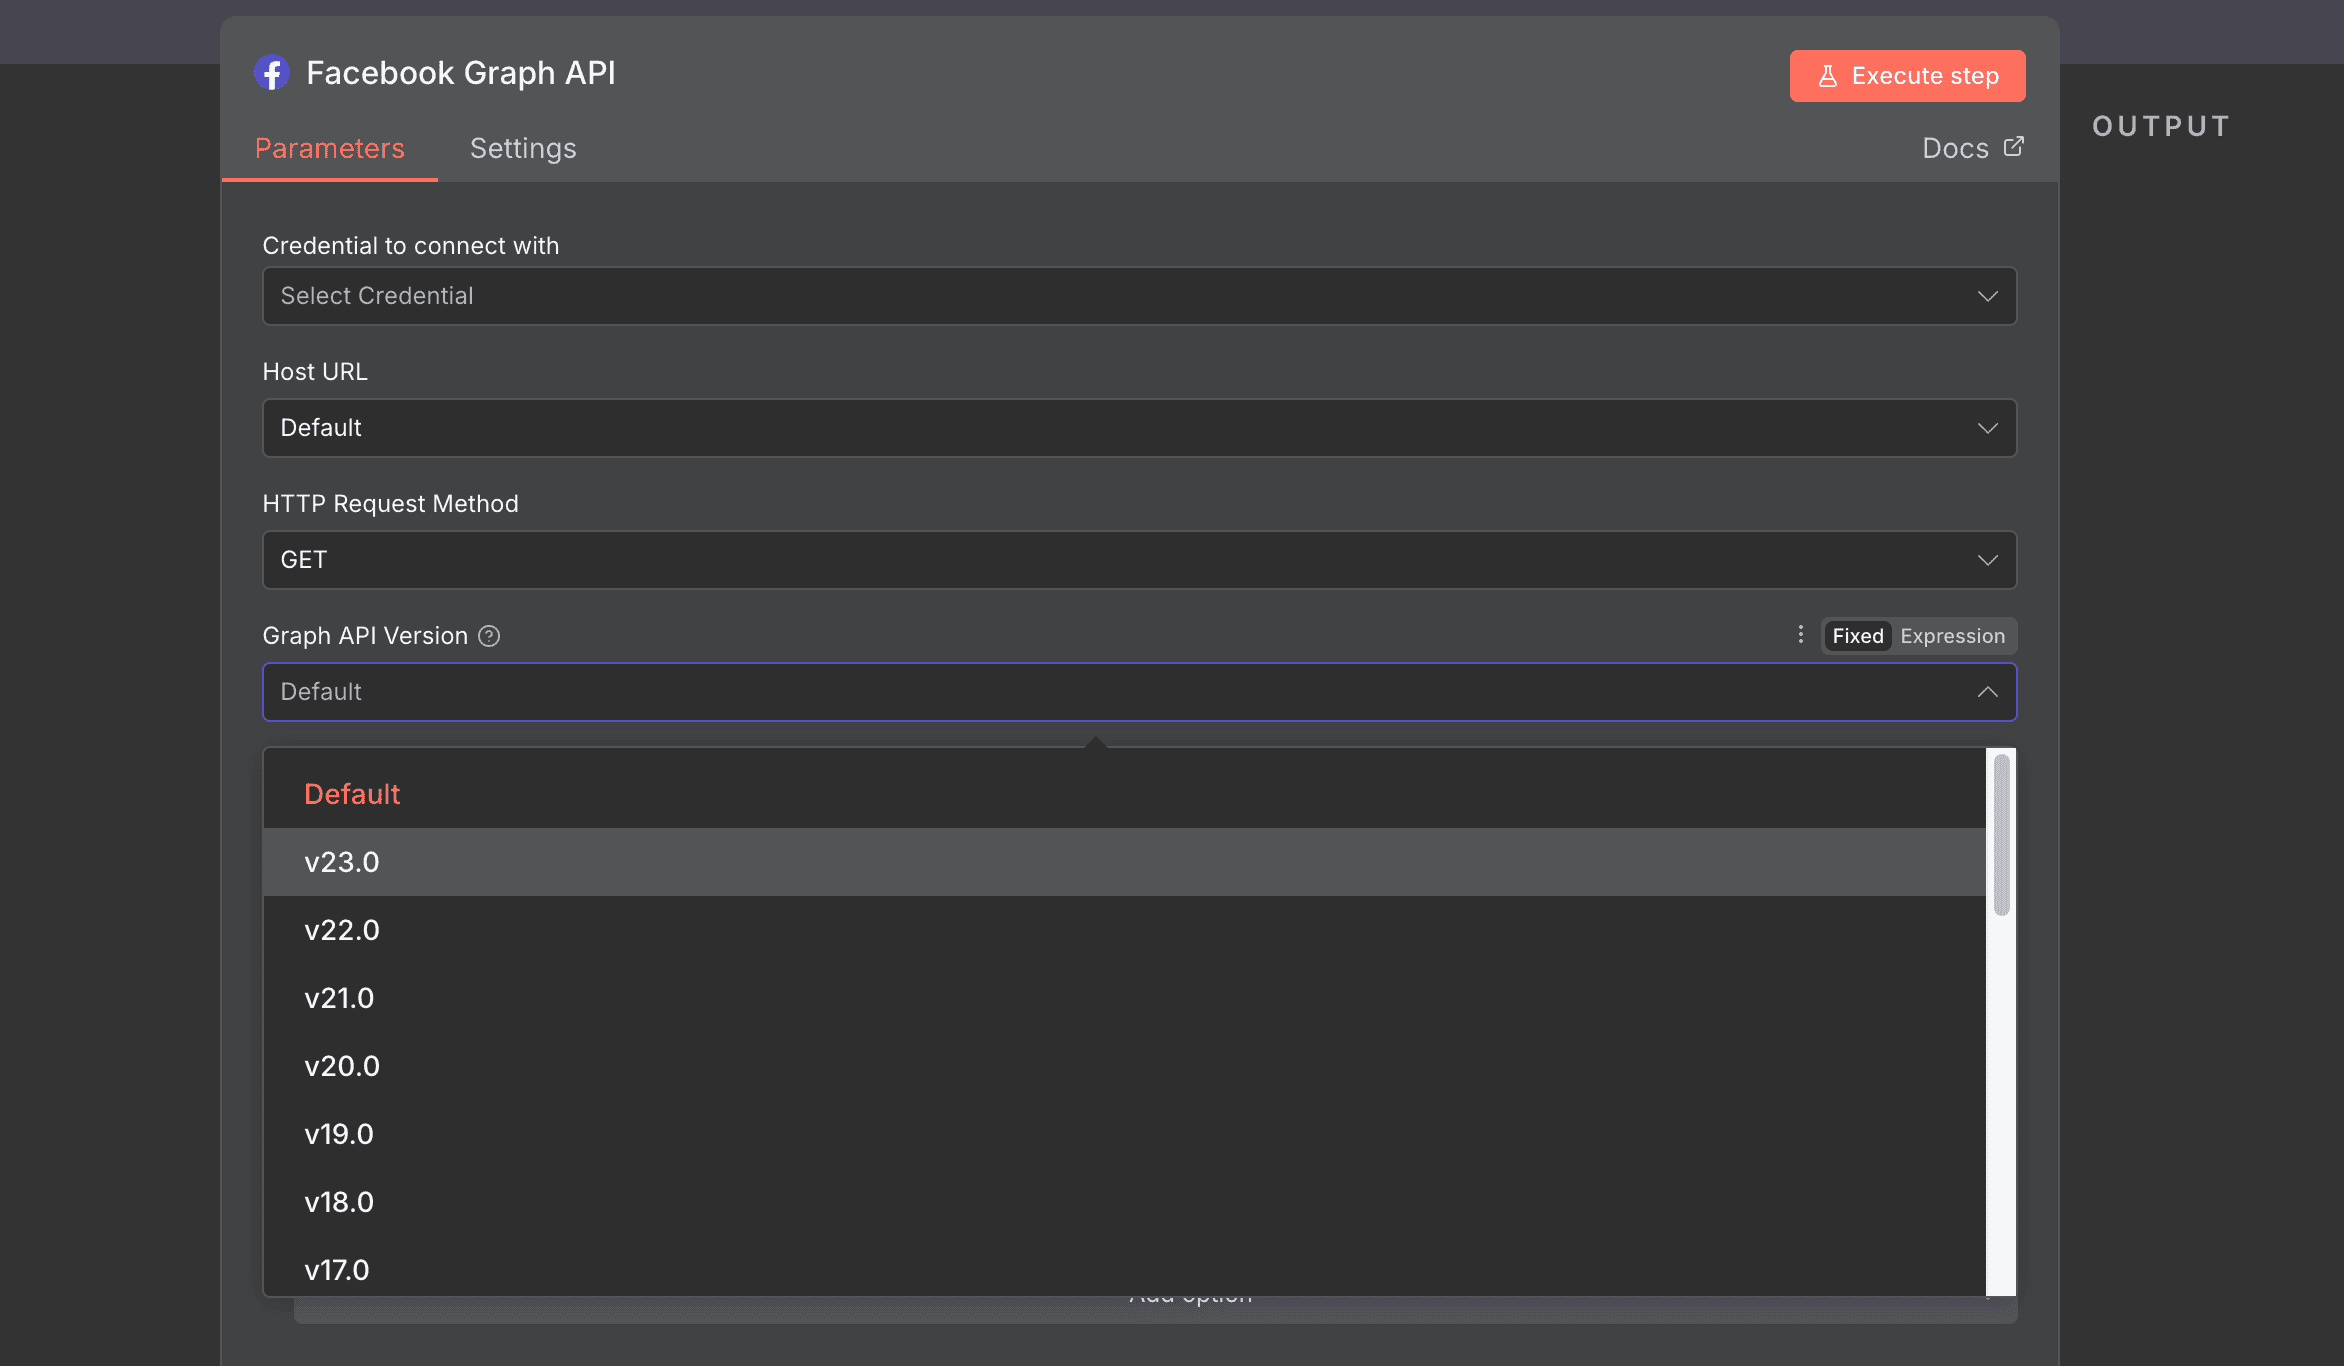 Facebook Graph API
Execute step
Parameters
Settings
Docs
OUTPUT
Credential to connect with
Select Credential
Host URL
Default
HTTP Request Method
GET
Graph API Version
Fixed
Expression
Default
Default
v23.0
v22.0
v21.0
v20.0
v19.0
v18.0
v17.0
Add option